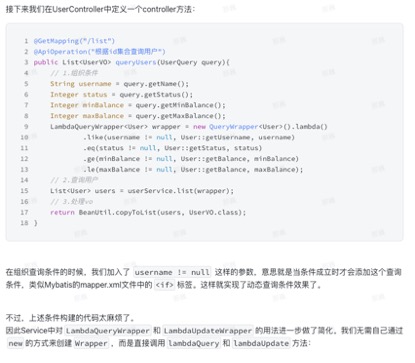 接下来我们在UserController中定义一个controller方法：
1 @GetMapping("/list")
2 @ApiOperation("根据id集合查询用户")
3 public List<UserVO> queryUsers(UserQuery query){
4     // 1.组织条件
5     String username = query.getName();
6     Integer status = query.getStatus();
7     Integer minBalance = query.getMinBalance();
8     Integer maxBalance = query.getMaxBalance();
9     LambdaQueryWrapper<User> wrapper = new QueryWrapper<User>().lambda()
10             .like(username != null, User::getUsername, username)
11             .eq(status != null, User::getStatus, status)
12             .ge(minBalance != null, User::getBalance, minBalance)
13             .le(maxBalance != null, User::getBalance, maxBalance);
14     // 2.查询用户
15     List<User> users = userService.list(wrapper);
16     // 3.处理vo
17     return BeanUtil.copyToList(users, UserVO.class);
18 }
在组织查询条件的时候，我们加入了 username != null 这样的参数，意思就是当条件成立时才会添加这个查询
条件，类似Mybatis的mapper.xml文件中的 <if> 标签。这样就实现了动态查询条件效果了。
不过，上述条件构建的代码太麻烦了。
因此Service中对 LambdaQueryWrapper 和 LambdaUpdateWrapper 的用法进一步做了简化。我们无需自己通过
new 的方式来创建 Wrapper ，而是直接调用 lambdaQuery 和 lambdaUpdate 方法：